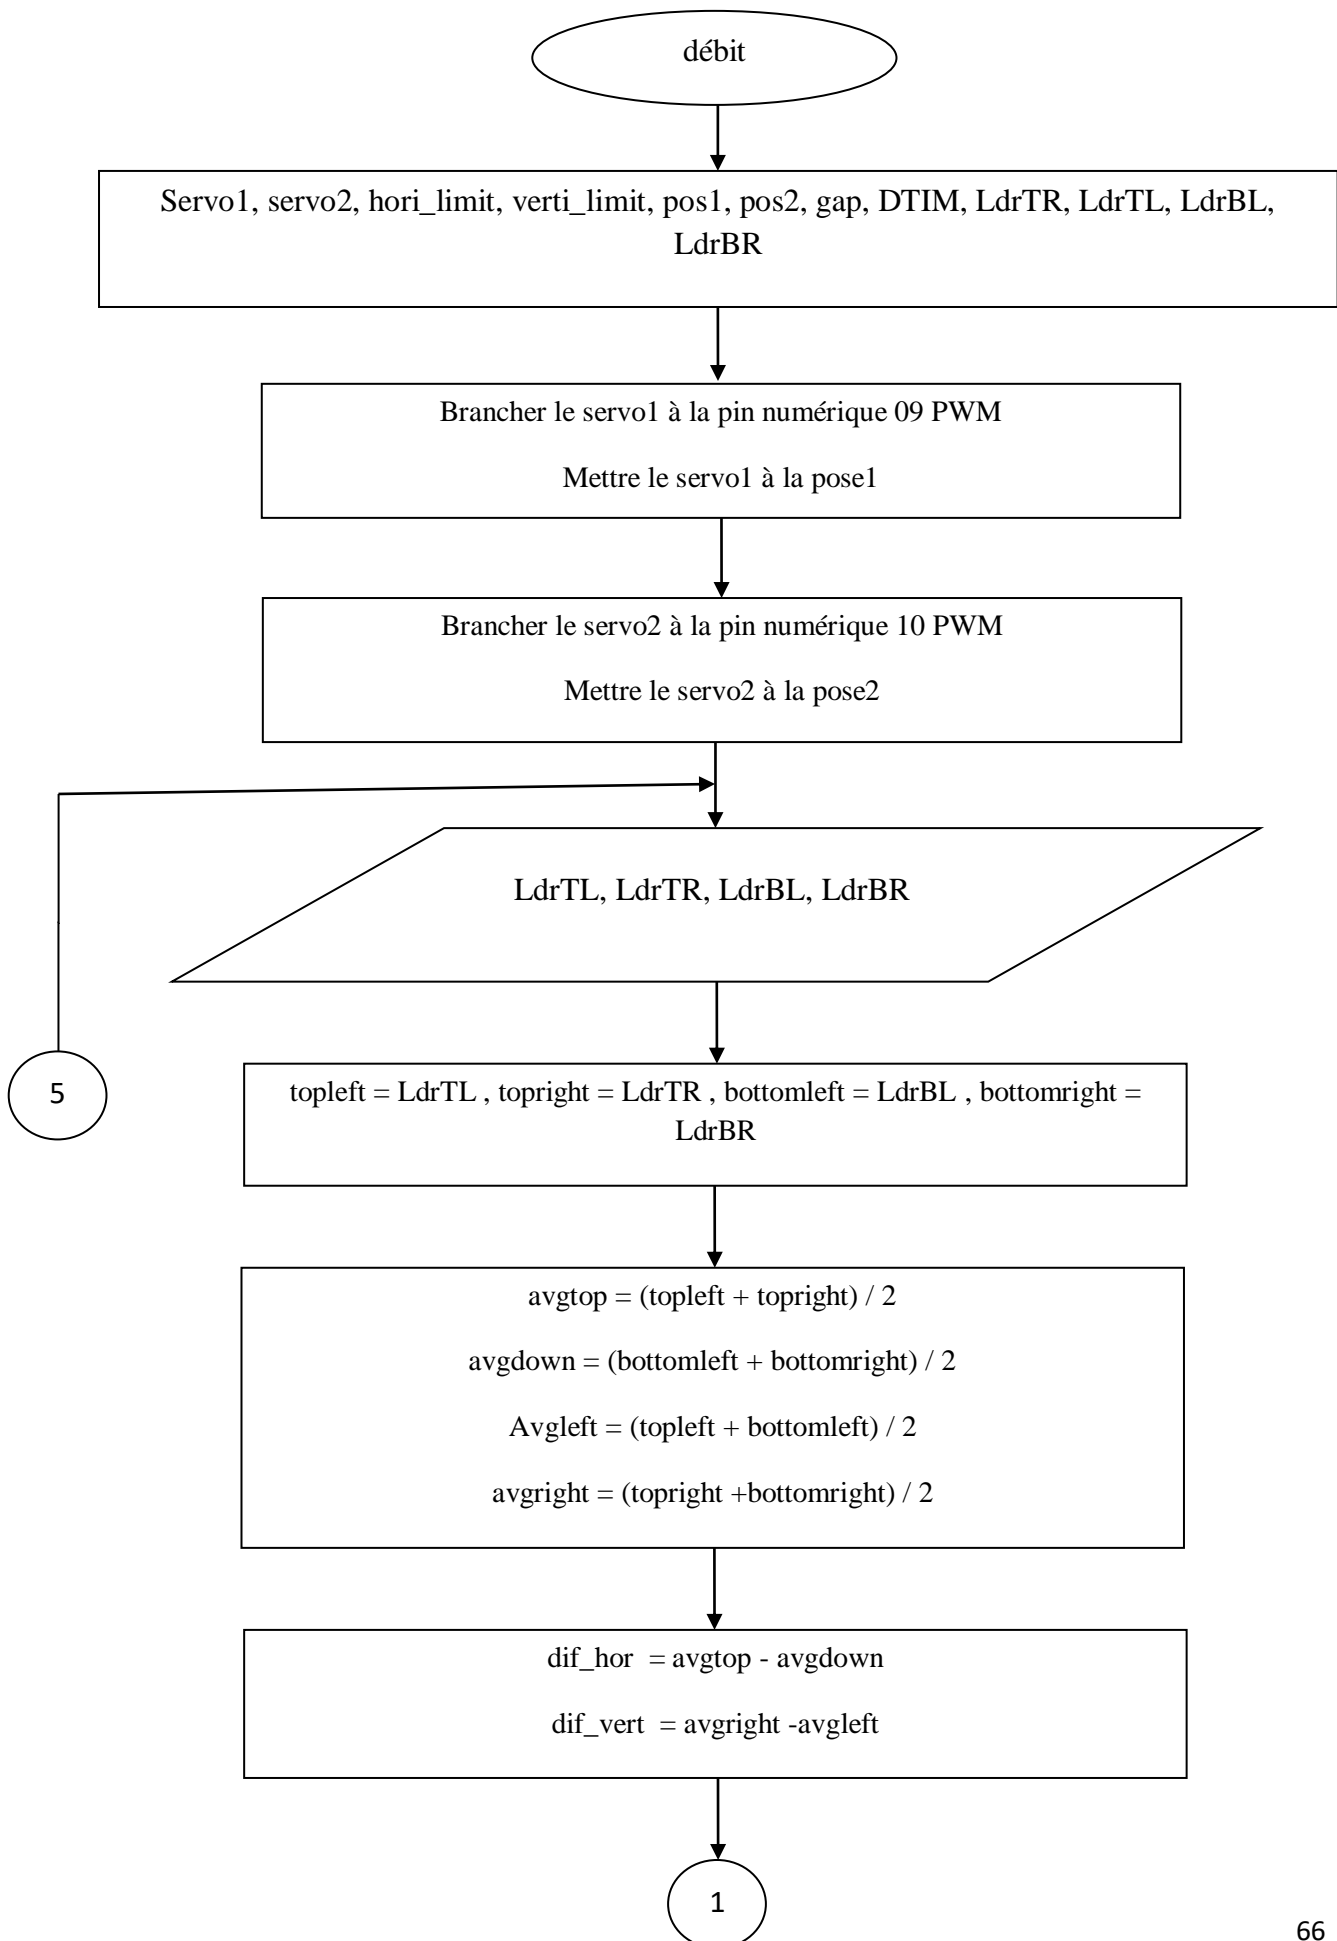 débit
Servo1, servo2, hori_limit, verti_limit, pos1, pos2, gap, DTIM, LdrTR, LdrTL, LdrBL,
LdrBR
Brancher le servo1 à la pin numérique 09 PWM
Mettre le servo1 à la pose1
Brancher le servo2 à la pin numérique 10 PWM
Mettre le servo2 à la pose2
LdrTL, LdrTR, LdrBL, LdrBR
5
topleft = LdrTL , topright = LdrTR , bottomleft = LdrBL , bottomright =
LdrBR
avgtop = (topleft + topright) / 2
avgdown = (bottomleft + bottomright) / 2
Avgleft = (topleft + bottomleft) / 2
avgright = (topright +bottomright) / 2
dif_hor  = avgtop - avgdown
dif_vert  = avgright -avgleft
1
66